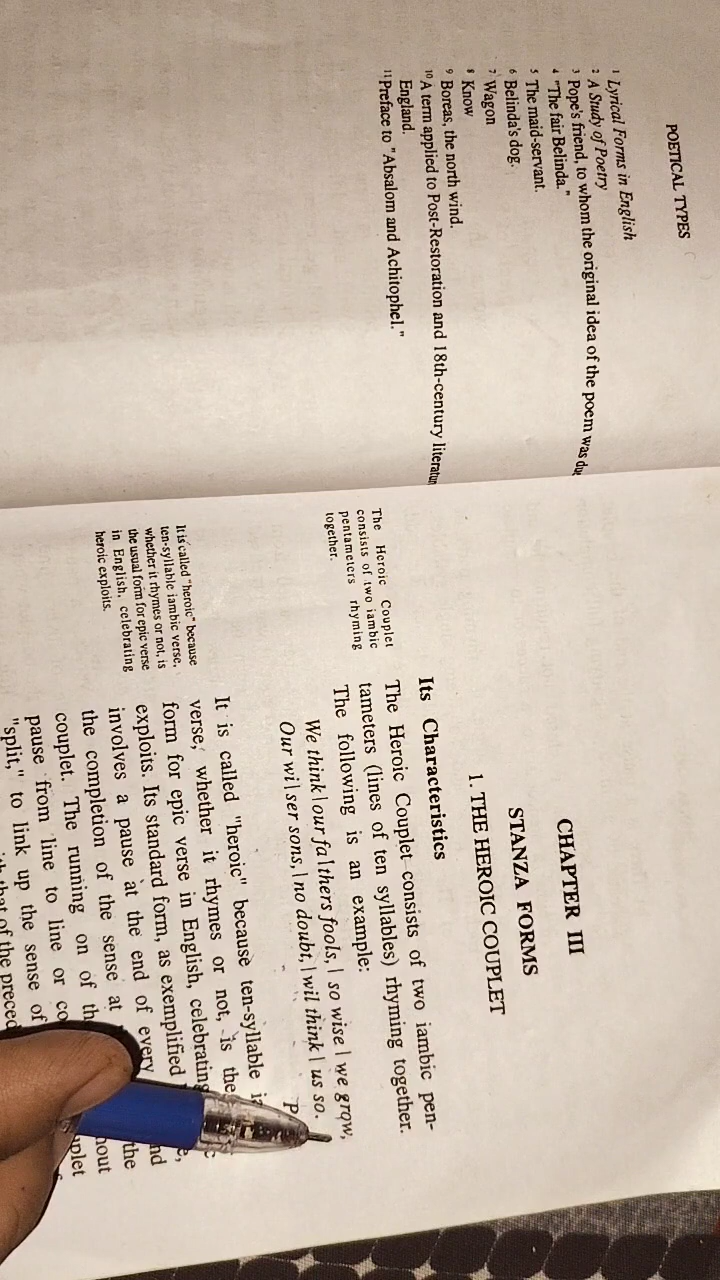 POETICAL TYPES
1 Lyrical Forms in English
2 A Study of Poetry
3 Pope's friend, to whom the original idea of the poem was
4 "The fair Belinda."
5 The maid-servant.
6 Belinda's dog.
7 Wagon
8 Know
9 Boreas, the north wind.
10 A term applied to Post-Restoration and 18th-century
England.
11 Preface to "Absalom and Achitophel."
CHAPTER III
STANZA FORMS
1. THE HEROIC COUPLET
Its Characteristics
The Heroic Couplet
consists of two iambic
pentameters rhyming
together.
The Heroic Couplet consists of two iambic pen-
tameters (lines of ten syllables) rhyming together.
The following is an example:
We think | our fa | thers fools, | so wise | we grow,
Our wi | ser sons, | no doubt, | wil think | us so.
It is called "heroic" because
ten-syllable iambic verse,
whether it rhymes or not, is
the usual form for epic verse
in English, celebrating
heroic exploits.
It is called "heroic" because ten-syllable
verse, whether it rhymes or not, is the
form for epic verse in English, celebrating
exploits. Its standard form, as exemplified
involves a pause at the end of every
the completion of the sense at the
couplet. The running on of
pause from line to line or
"split," to link up the sense of
that of the